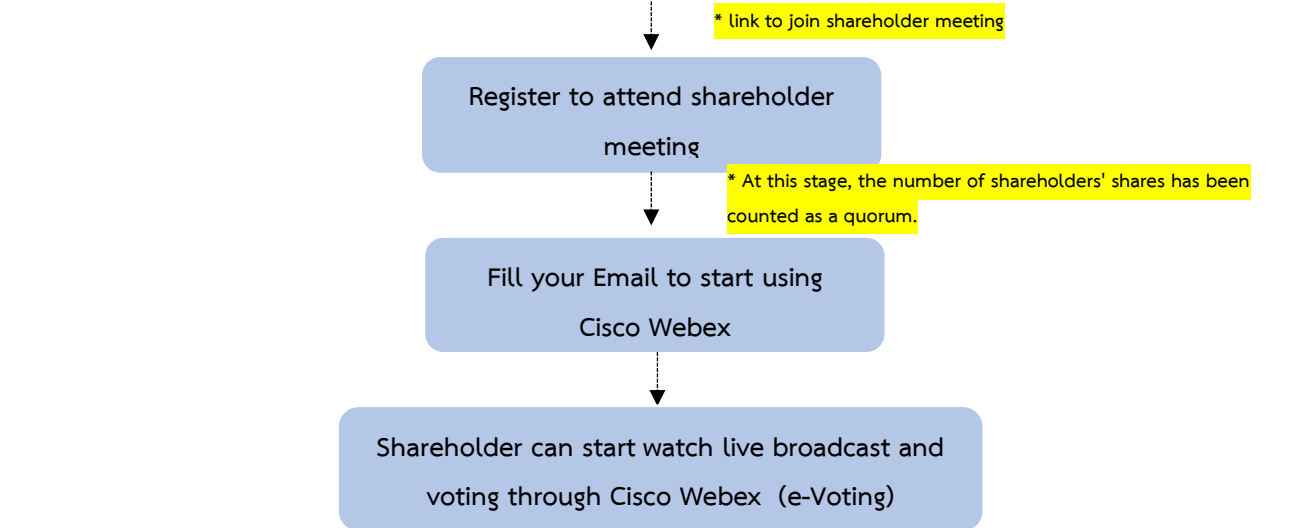 * link to join shareholder meeting
Register to attend shareholder
meeting
* At this stage, the number of shareholders' shares has been
counted as a quorum.
Fill your Email to start using
Cisco Webex
Shareholder can start watch live broadcast and
voting through Cisco Webex (e-Voting)